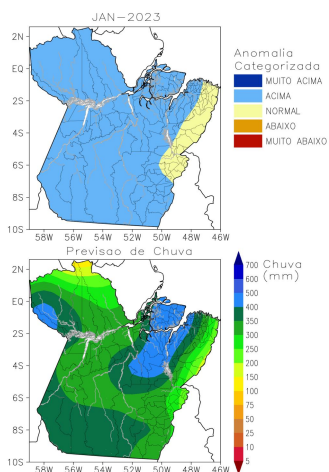 JAN-2023
2N
EQ
2S
4S
6S
8S
10S
58W 56W 54W 52W 50W 48W 46W
Anomalia
Categorizada
MUITO ACIMA
ACIMA
NORMAL
ABAIXO
MUITO ABAIXO
Previsao de Chuva
2N
EQ
2S
4S
6S
8S
10S
58W 56W 54W 52W 50W 48W 46W
Chuva
(mm)
700
600
500
400
350
300
250
200
150
100
75
50
25
10
5